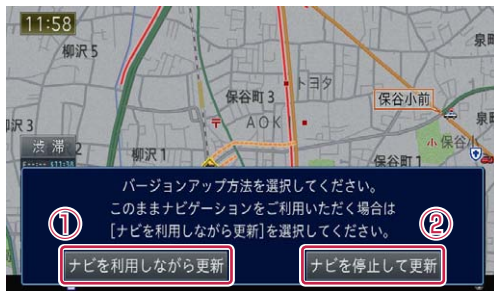 11:58
柳沢5
泉町
保谷町3
トヨタ
保谷小前
AOKI
泉町
渋滞
柳沢1
保谷小
保谷町1
バージョンアップ方法を選択してください。
このままナビゲーションをご利用いただく場合は
[ナビを利用しながら更新]を選択してください。
①
②
ナビを利用しながら更新
ナビを停止して更新